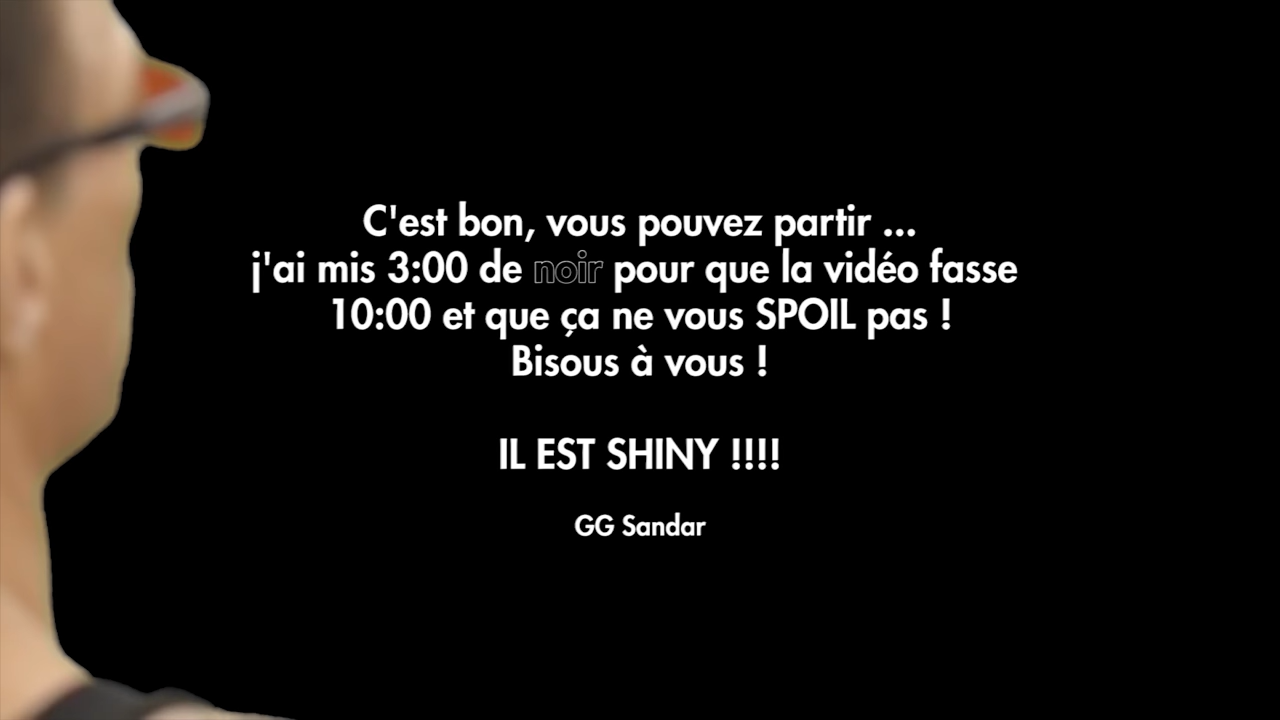 C'est bon, vous pouvez partir ...
j'ai mis 3:00 de noir pour que la vidéo fasse
10:00 et que ça ne vous SPOIL pas !
Bisous à vous !
IL EST SHINY !!!!
GG Sandar